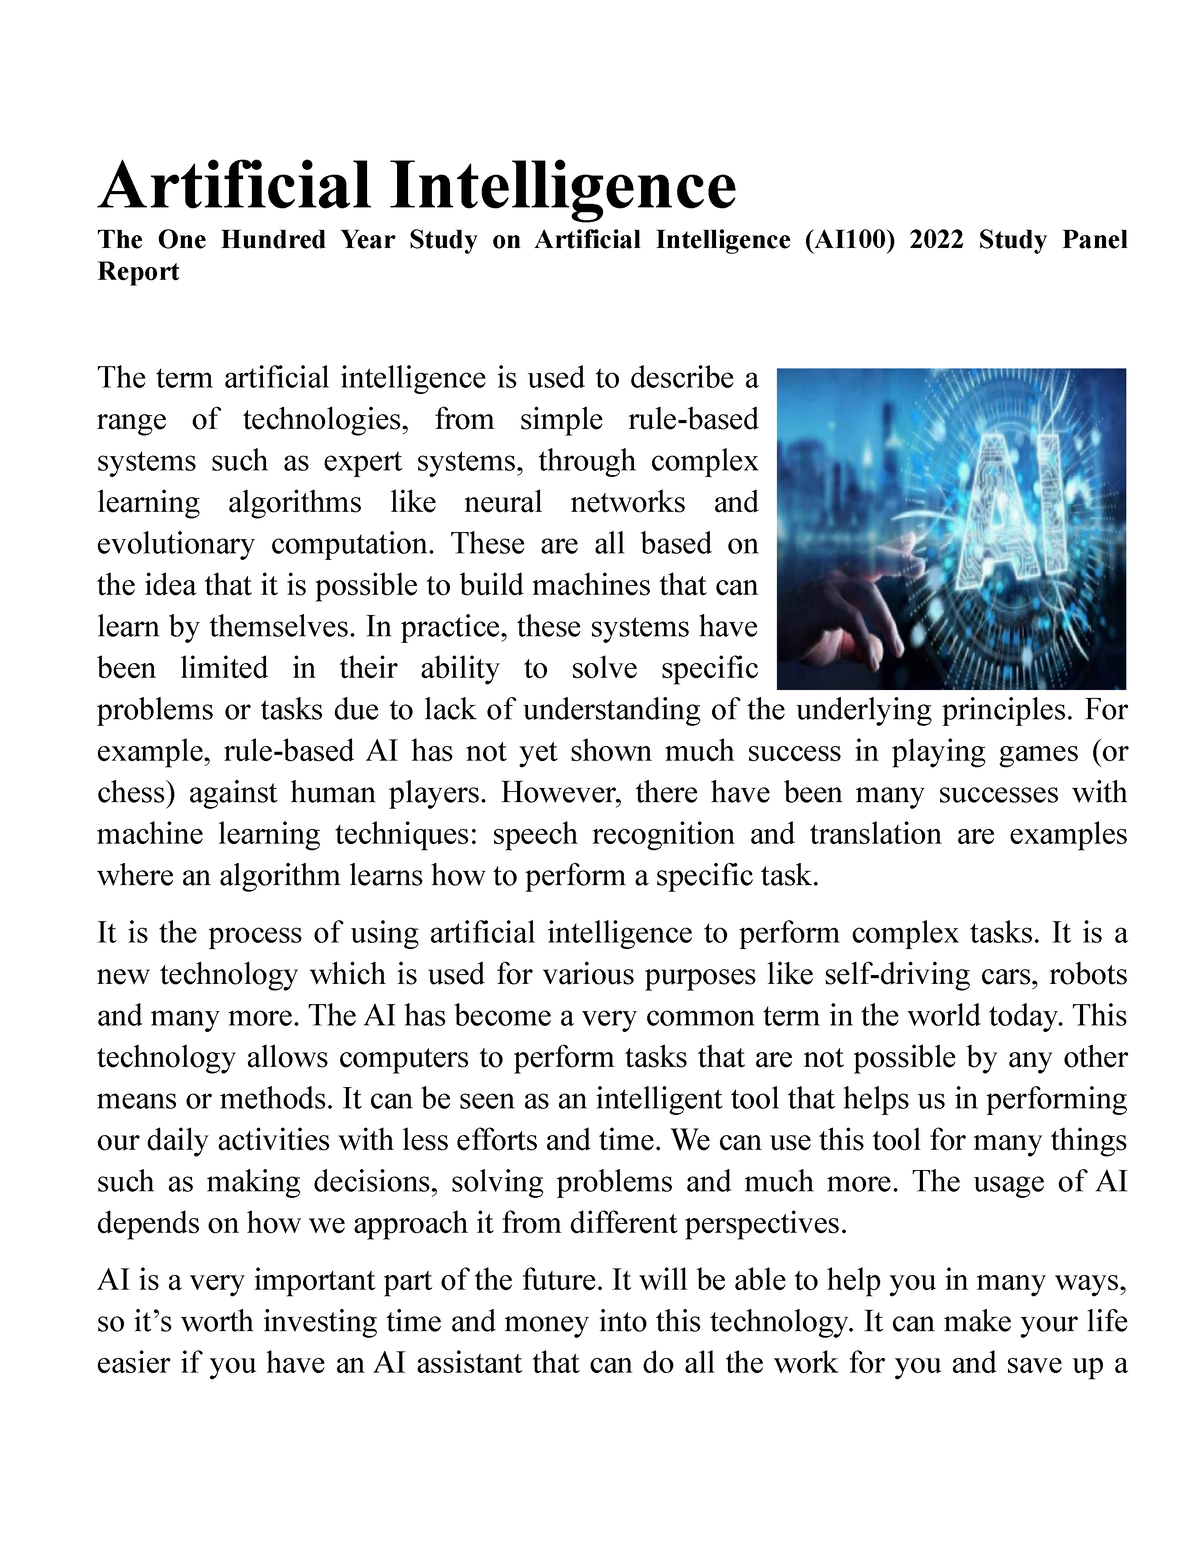 Artificial Intelligence
The One Hundred Year Study on Artificial Intelligence (AI100) 2022 Study Panel
Report
The term artificial intelligence is used to describe a
range of technologies, from simple rule-based
systems such as expert systems, through complex
learning algorithms like neural networks and
evolutionary computation. These are all based on
the idea that it is possible to build machines that can
learn by themselves. In practice, these systems have
been limited in their ability to solve specific
AI
problems or tasks due to lack of understanding of the underlying principles. For
example, rule-based AI has not yet shown much success in playing games (or
chess) against human players. However, there have been many successes with
machine learning techniques: speech recognition and translation are examples
where an algorithm learns how to perform a specific task.
It is the process of using artificial intelligence to perform complex tasks. It is a
new technology which is used for various purposes like self-driving cars, robots
and many more. The AI has become a very common term in the world today. This
technology allows computers to perform tasks that are not possible by any other
means or methods. It can be seen as an intelligent tool that helps us in performing
our daily activities with less efforts and time. We can use this tool for many things
such as making decisions, solving problems and much more. The usage of AI
depends on how we approach it from different perspectives.
AI is a very important part of the future. It will be able to help you in many ways,
so it’s worth investing time and money into this technology. It can make your life
easier if you have an AI assistant that can do all the work for you and save up a